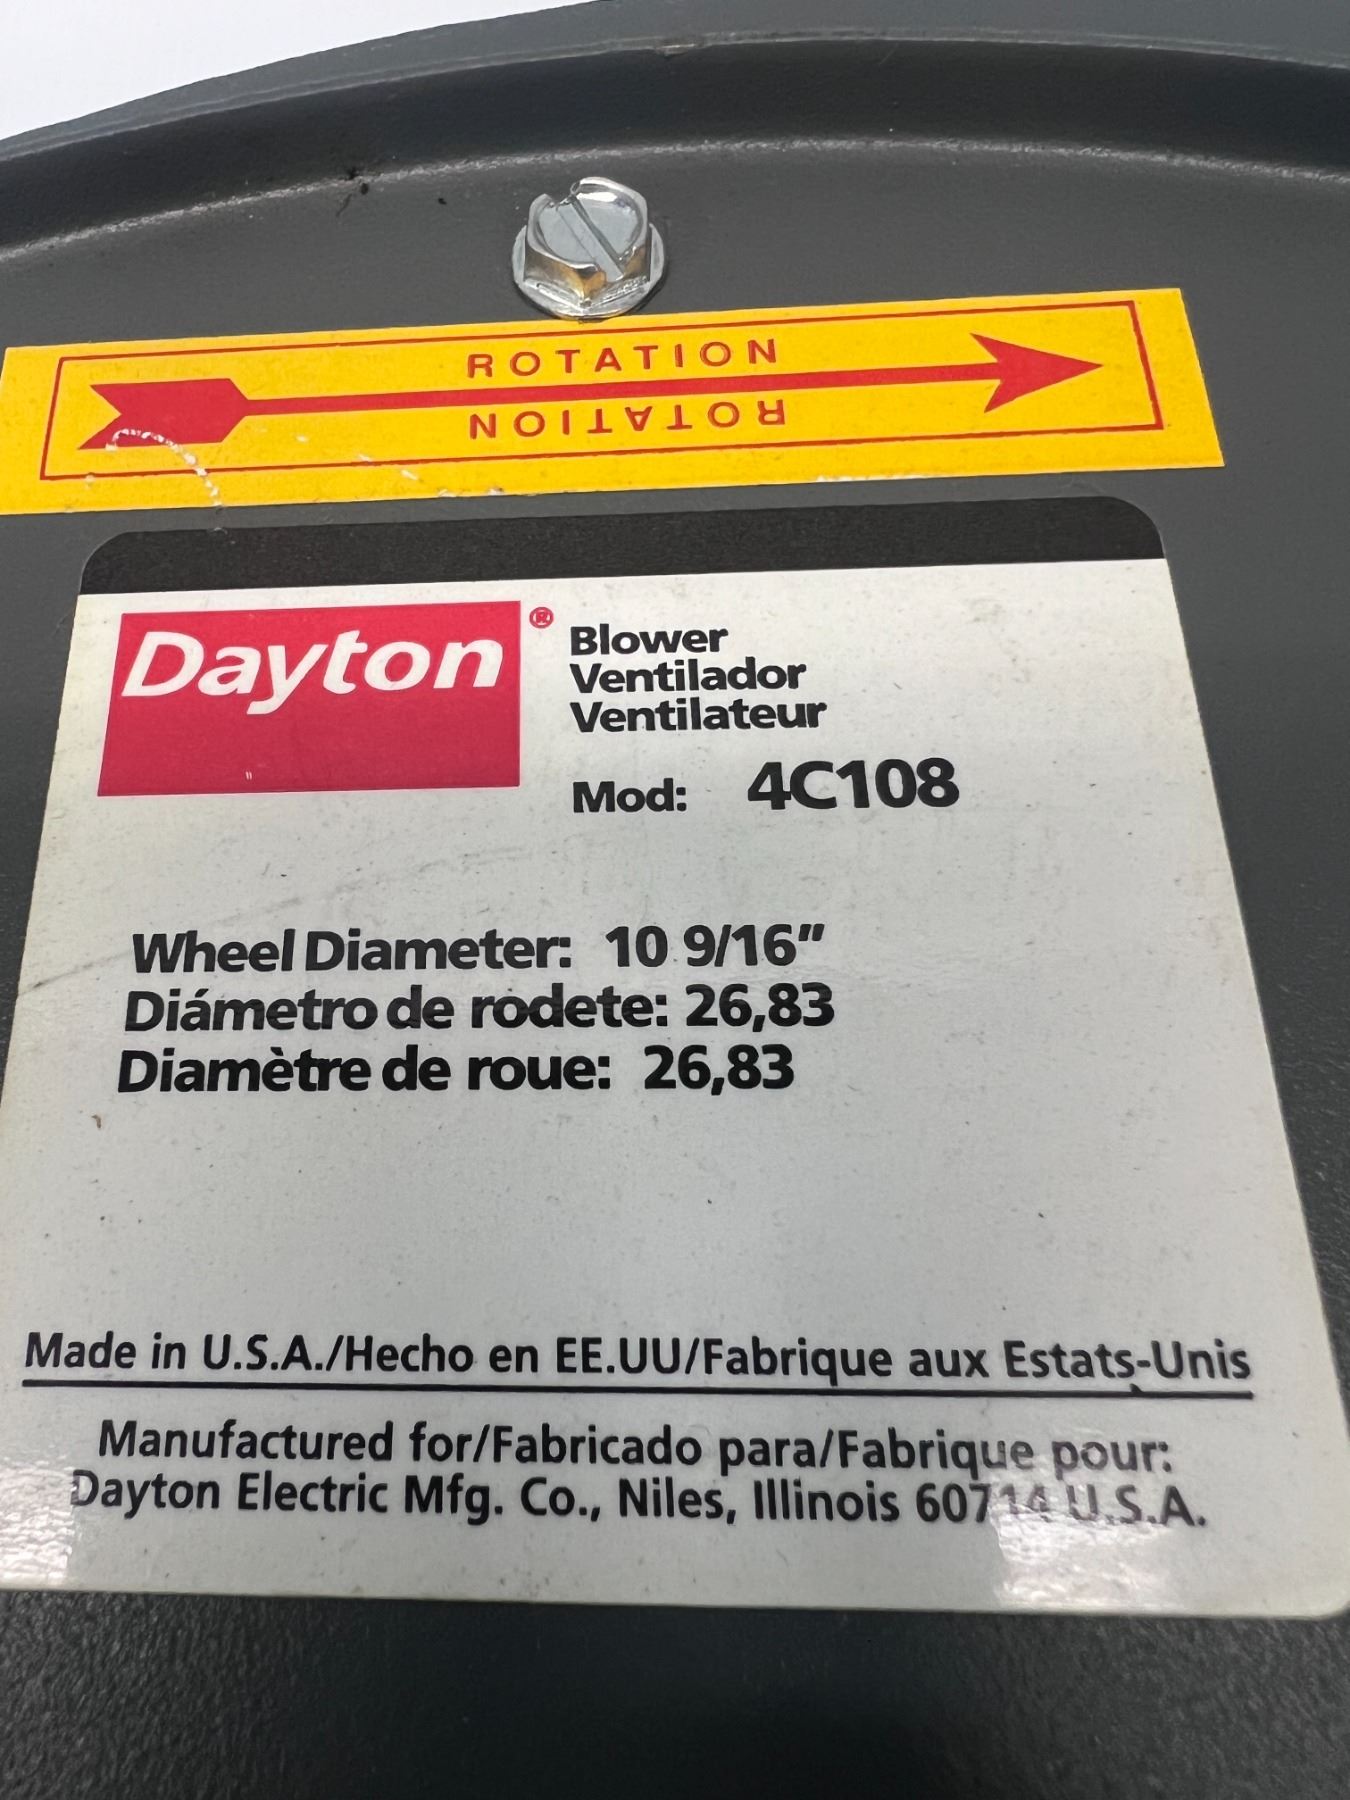 ROTATION
ROTATION
Dayton®
Blower
Ventilador
Ventilateur
Mod: 4C108
Wheel Diameter: 10 9/16"
Diámetro de rodete: 26,83
Diamètre de roue: 26,83
Made in U.S.A./Hecho en EE.UU/Fabrique aux Estats-Unis
Manufactured for/Fabricado para/Fabrique pour:
Dayton Electric Mfg. Co., Niles, Illinois 60714 U.S.A.